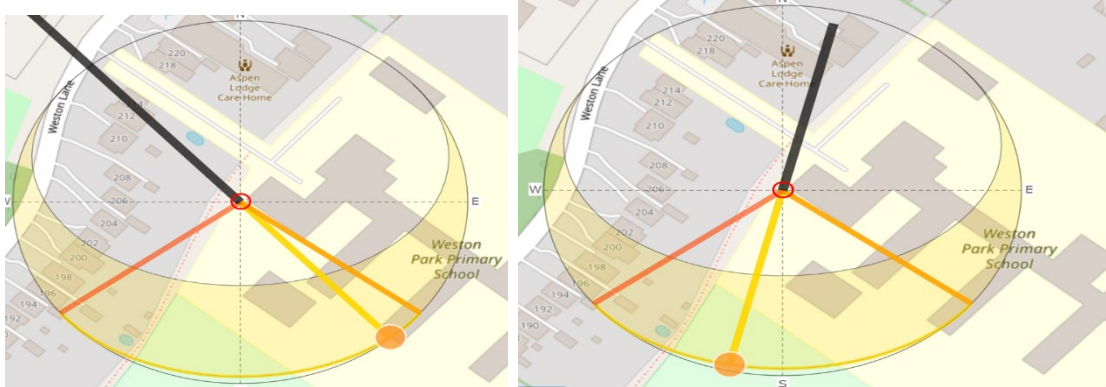 N
220
218
Aspen
Lodge
Care Home
Weston Lane
214
212
210
208
206
204
202
200
198
196
194
192
W
E
Weston
Park Primary
School
N
220
218
Aspen
Lodge
Care Home
Weston Lane
214
212
210
208
206
204
202
200
198
196
194
192
190
W
E
Weston
Park Primary
School
S